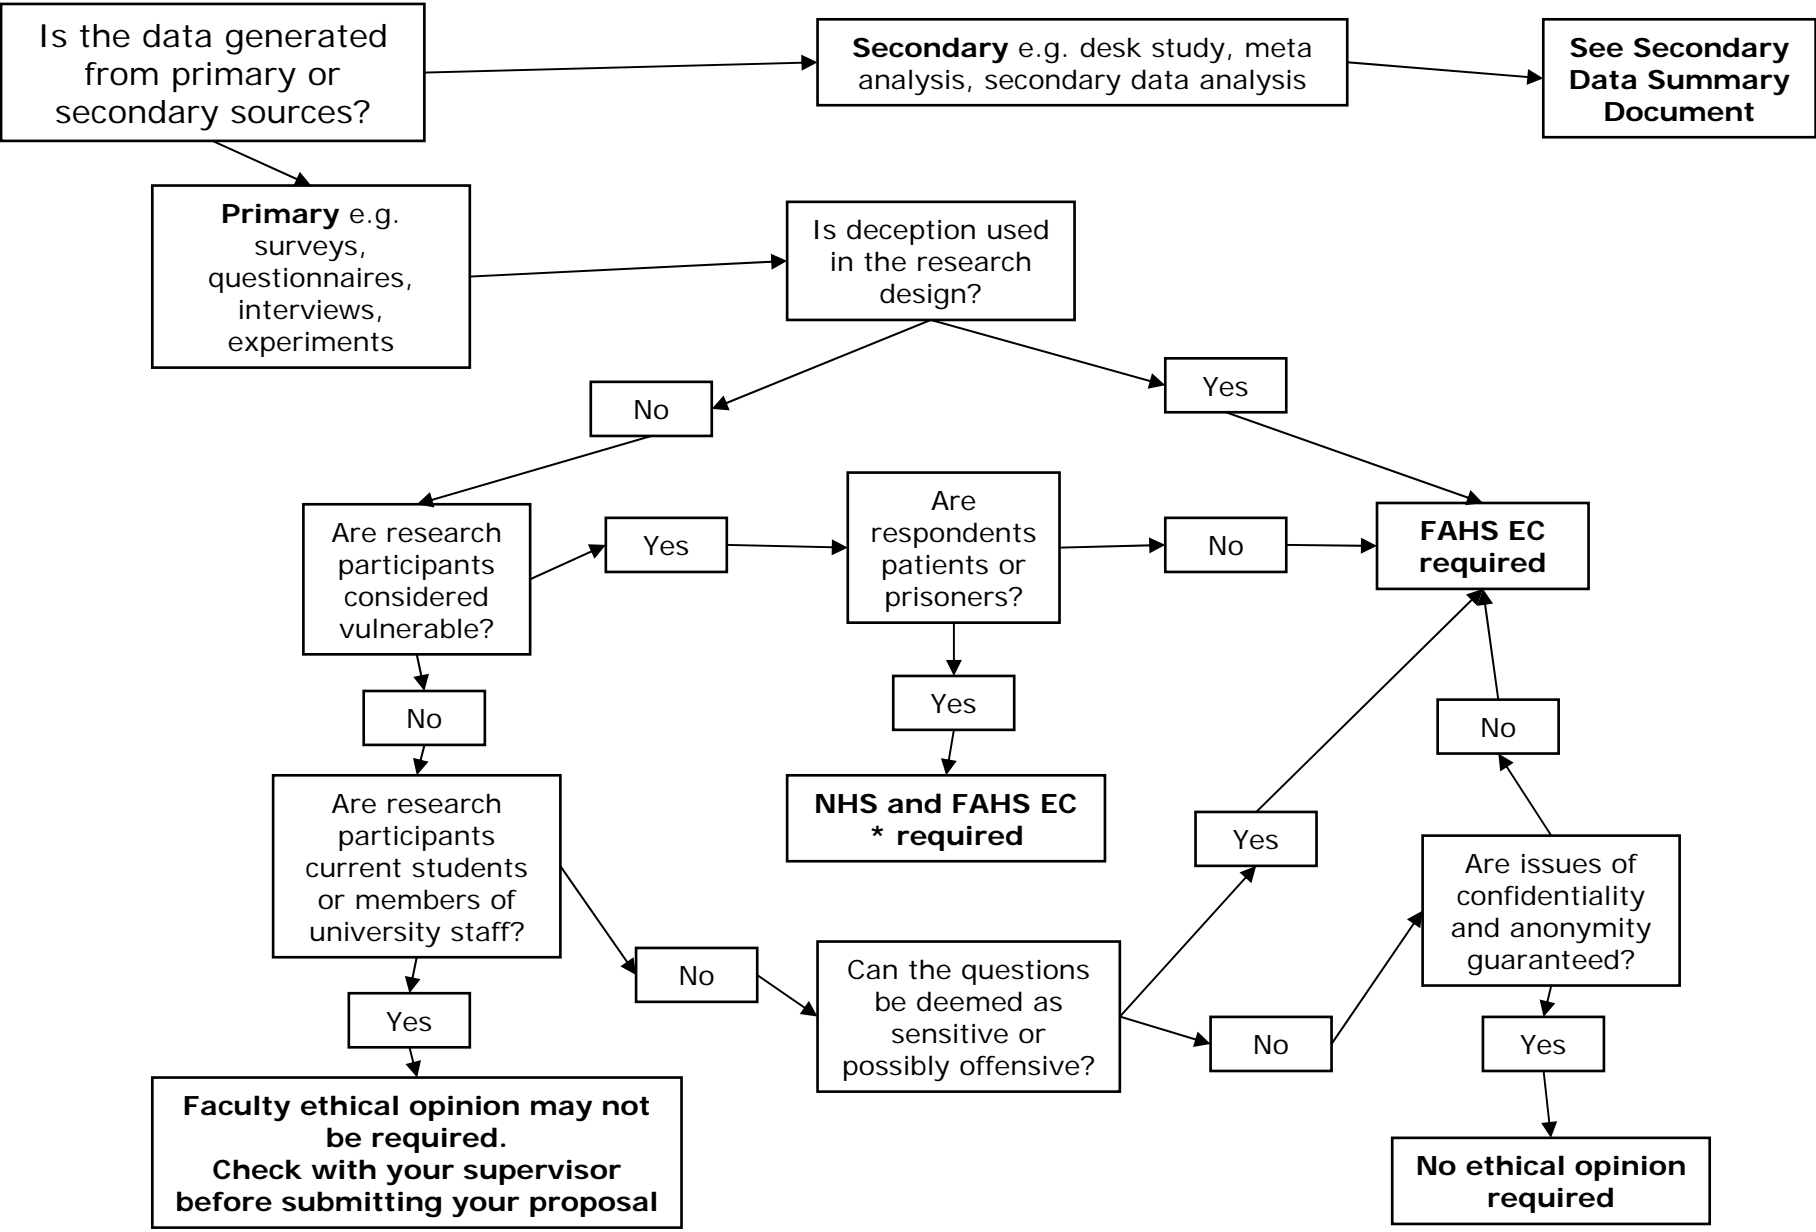 Is the data generated
from primary or
secondary sources?
Secondary e.g. desk study, meta
analysis, secondary data analysis
See Secondary
Data Summary
Document
Primary e.g.
surveys,
questionnaires,
interviews,
experiments
Is deception used
in the research
design?
No
Yes
Are research
participants
considered
vulnerable?
Yes
Are
respondents
patients or
prisoners?
No
FAHS EC
required
No
Yes
No
Are research
participants
current students
or members of
university staff?
NHS and FAHS EC
* required
Yes
Are issues of
confidentiality
and anonymity
guaranteed?
No
Can the questions
be deemed as
sensitive or
possibly offensive?
Yes
No
Yes
Faculty ethical opinion may not
be required.
Check with your supervisor
before submitting your proposal
No ethical opinion
required